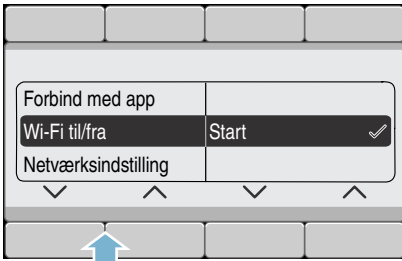 Forbind med app
Wi-Fi til/fra Start
Netværksindstilling